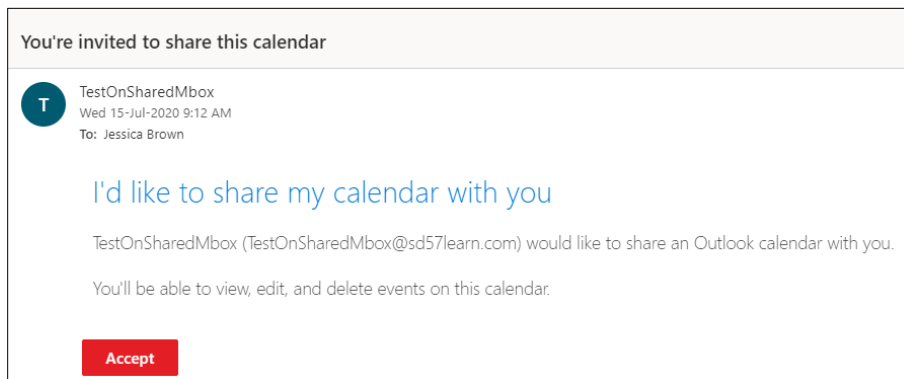 You're invited to share this calendar
T
TestOnSharedMbox
Wed 15-Jul-2020 9:12 AM
To: Jessica Brown
I'd like to share my calendar with you
TestOnSharedMbox (TestOnSharedMbox@sd57learn.com) would like to share an Outlook calendar with you.
You'll be able to view, edit, and delete events on this calendar.
Accept